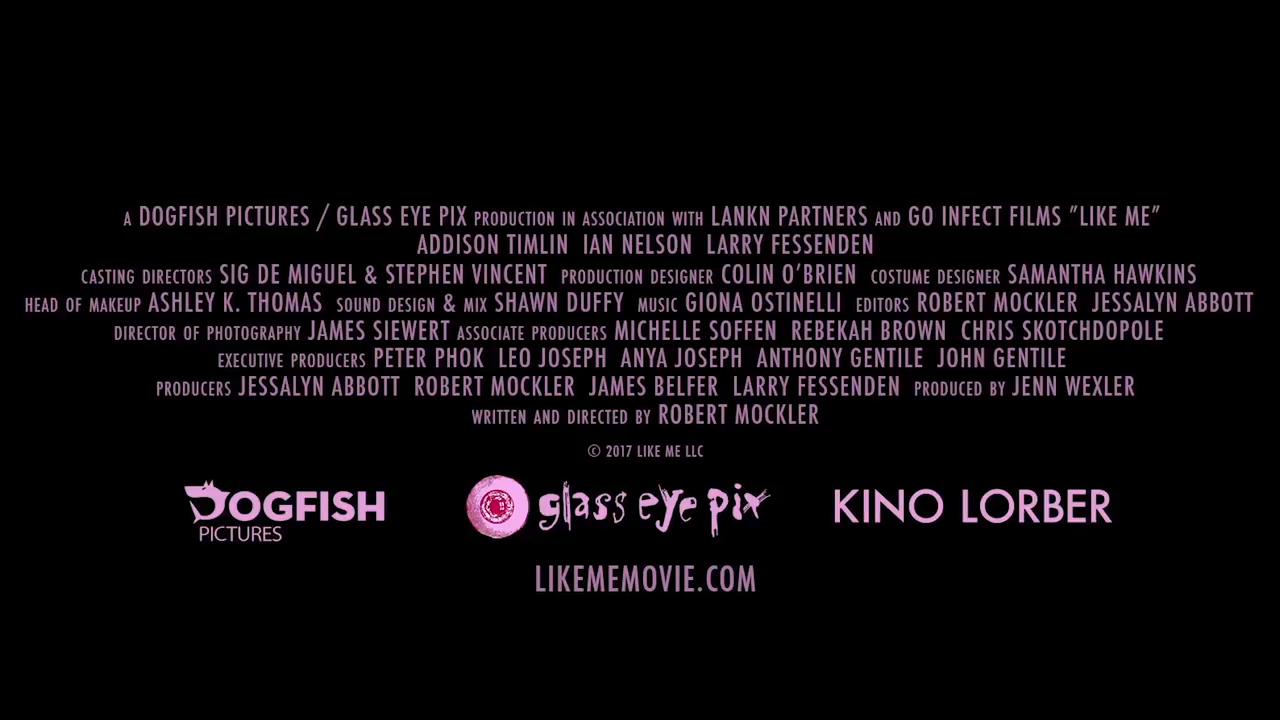 A DOGFISH PICTURES / GLASS EYE PIX PRODUCTION IN ASSOCIATION WITH LANKN PARTNERS AND GO INFECT FILMS "LIKE ME"
ADDISON TIMLIN IAN NELSON LARRY FESSENDEN
CASTING DIRECTORS SIG DE MIGUEL & STEPHEN VINCENT PRODUCTION DESIGNER COLIN O'BRIEN COSTUME DESIGNER SAMANTHA HAWKINS
HEAD OF MAKEUP ASHLEY K. THOMAS SOUND DESIGN & MIX SHAWN DUFFY MUSIC GIONA OSTINELLI EDITORS ROBERT MOCKLER JESSALYN ABBOTT
DIRECTOR OF PHOTOGRAPHY JAMES SIEWERT ASSOCIATE PRODUCERS MICHELLE SOFFEN REBEKAH BROWN CHRIS SKOTCHDOPOLE
EXECUTIVE PRODUCERS PETER PHOK LEO JOSEPH ANYA JOSEPH ANTHONY GENTILE JOHN GENTILE
PRODUCERS JESSALYN ABBOTT ROBERT MOCKLER JAMES BELFER LARRY FESSENDEN PRODUCED BY JENN WEXLER
WRITTEN AND DIRECTED BY ROBERT MOCKLER
© 2017 LIKE ME LLC
DOGFISH PICTURES
glass eye pix
KINO LORBER
LIKEMEMOVIE.COM